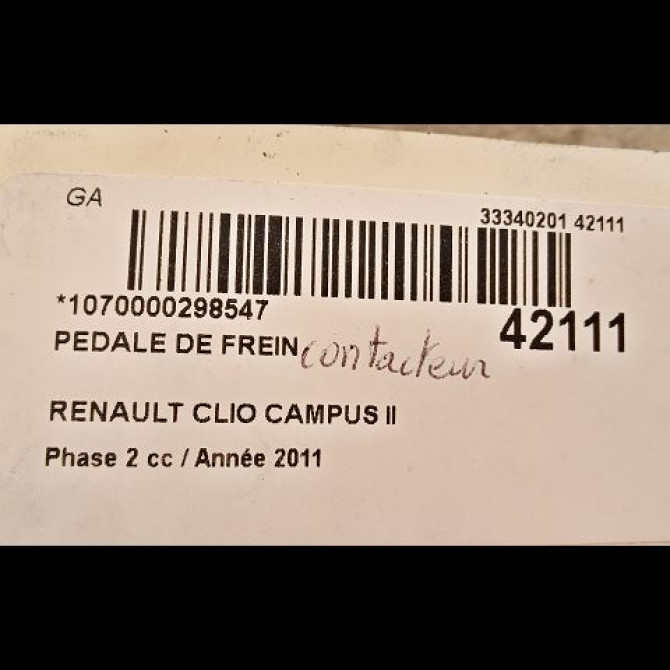 GA
33340201 42111
*1070000298547
42111
PEDALE DE FREIN contacteur
RENAULT CLIO CAMPUS II
Phase 2 cc / Année 2011